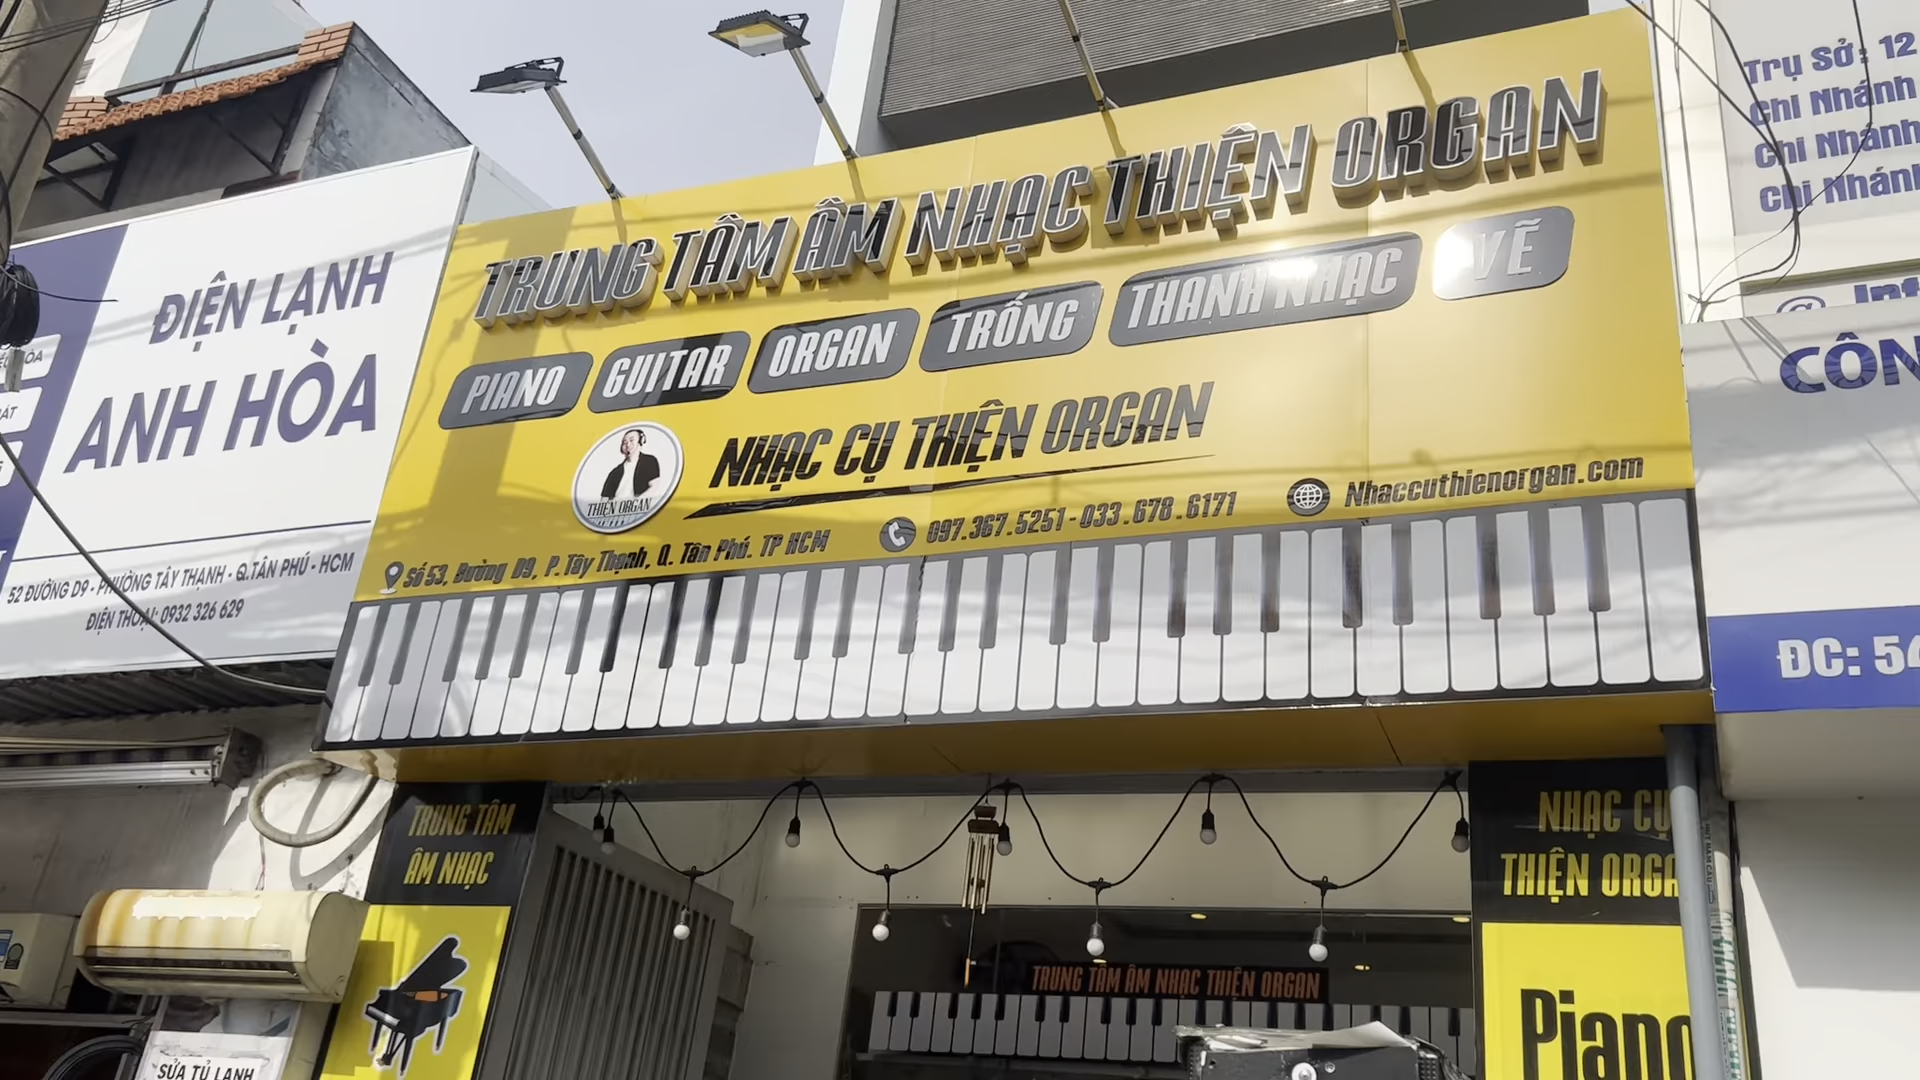 ĐIỆN LẠNH
ANH HÒA
52 ĐƯỜNG D9 - PHƯỜNG TÂY THẠNH - Q.TÂN PHÚ - HCM
ĐIỆN THOẠI: 0932 326 629
TRUNG TÂM ÂM NHẠC THIỆN ORGAN
PIANO GUITAR ORGAN TRỐNG THANH NHẠC VẼ
THIỆN ORGAN
NHẠC CỤ THIỆN ORGAN
Số 53, Đường D9, P.Tây Thạnh, Q. Tân Phú. TP HCM
097.367.5251-033.678.6171
Nhaccuthienorgan.com
Trụ Sở: 12
Chi Nhánh
Chi Nhánh
Chi Nhánh
CÔN
ĐC: 54
TRUNG TÂM
ÂM NHẠC
NHẠC CỤ
THIỆN ORGA
TRUNG TÂM ÂM NHẠC THIỆN ORGAN
Piano
SỬA TỦ LẠNH